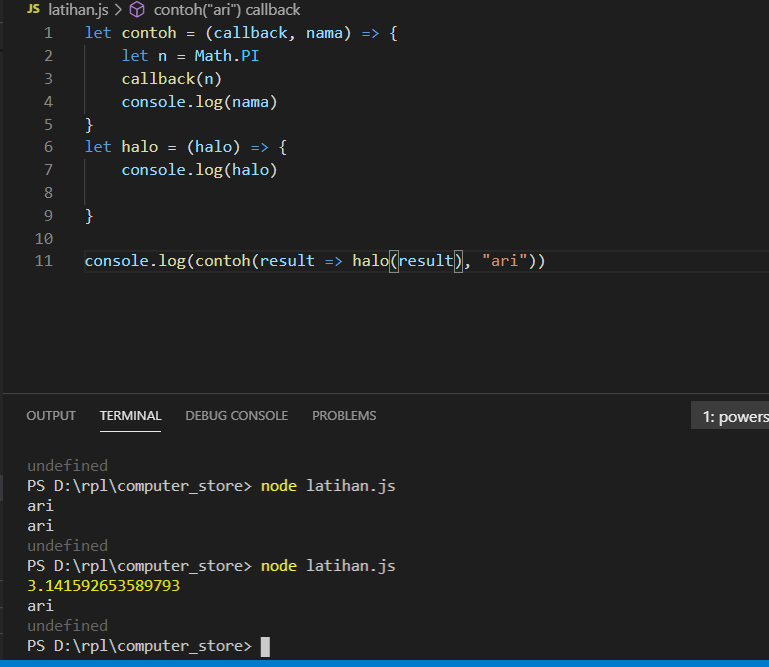 JS latihan.js > contoh("ari") callback
1 let contoh = (callback, nama) => {
2 let n = Math.PI
3 callback(n)
4 console.log(nama)
5 }
6 let halo = (halo) => {
7 console.log(halo)
8
9 }
10
11 console.log(contoh(result => halo(result), "ari"))
OUTPUT TERMINAL DEBUG CONSOLE PROBLEMS 1: powers
undefined
PS D:\rpl\computer_store> node latihan.js
ari
ari
undefined
PS D:\rpl\computer_store> node latihan.js
3.141592653589793
ari
undefined
PS D:\rpl\computer_store>